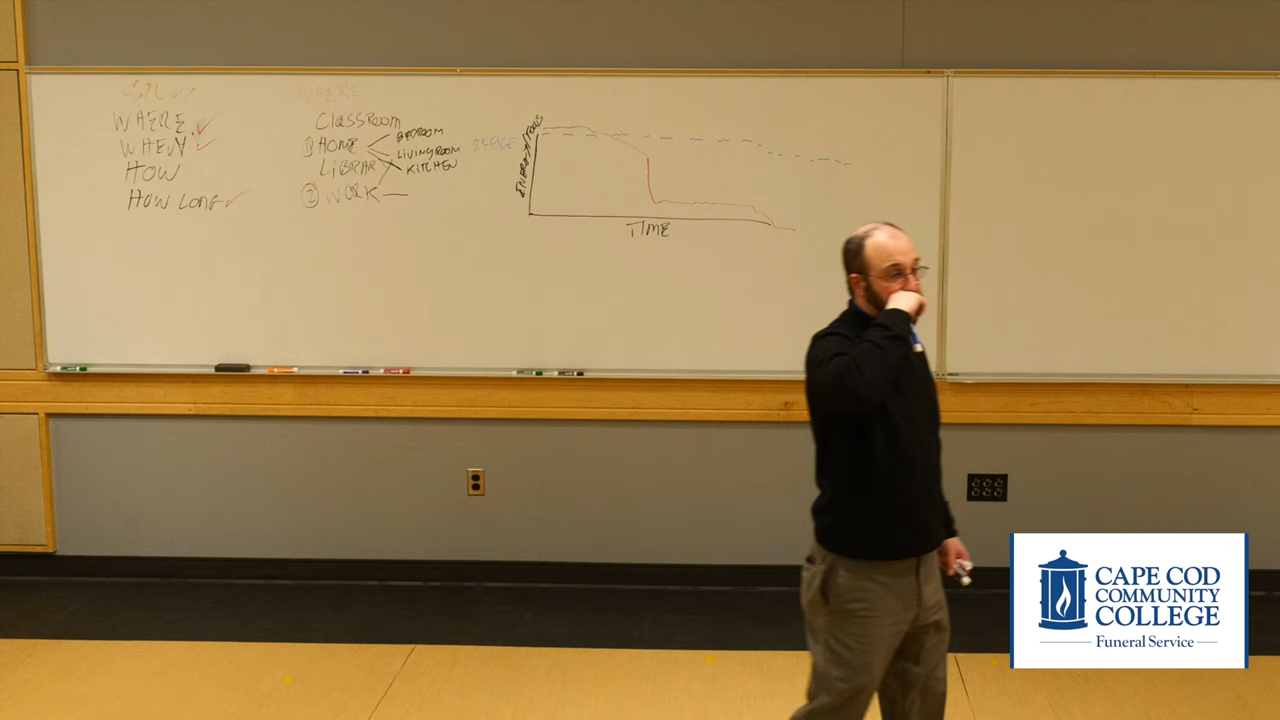 STUDY
WHERE
WHEN
HOW
HOW LONG
WHERE
CLASSROOM
① HOME
BEDROOM
LIVING ROOM
KITCHEN
OFFICE
LIBRARY
② WORK
ENERGY/FOCUS
TIME
CAPE COD
COMMUNITY
COLLEGE
Funeral Service